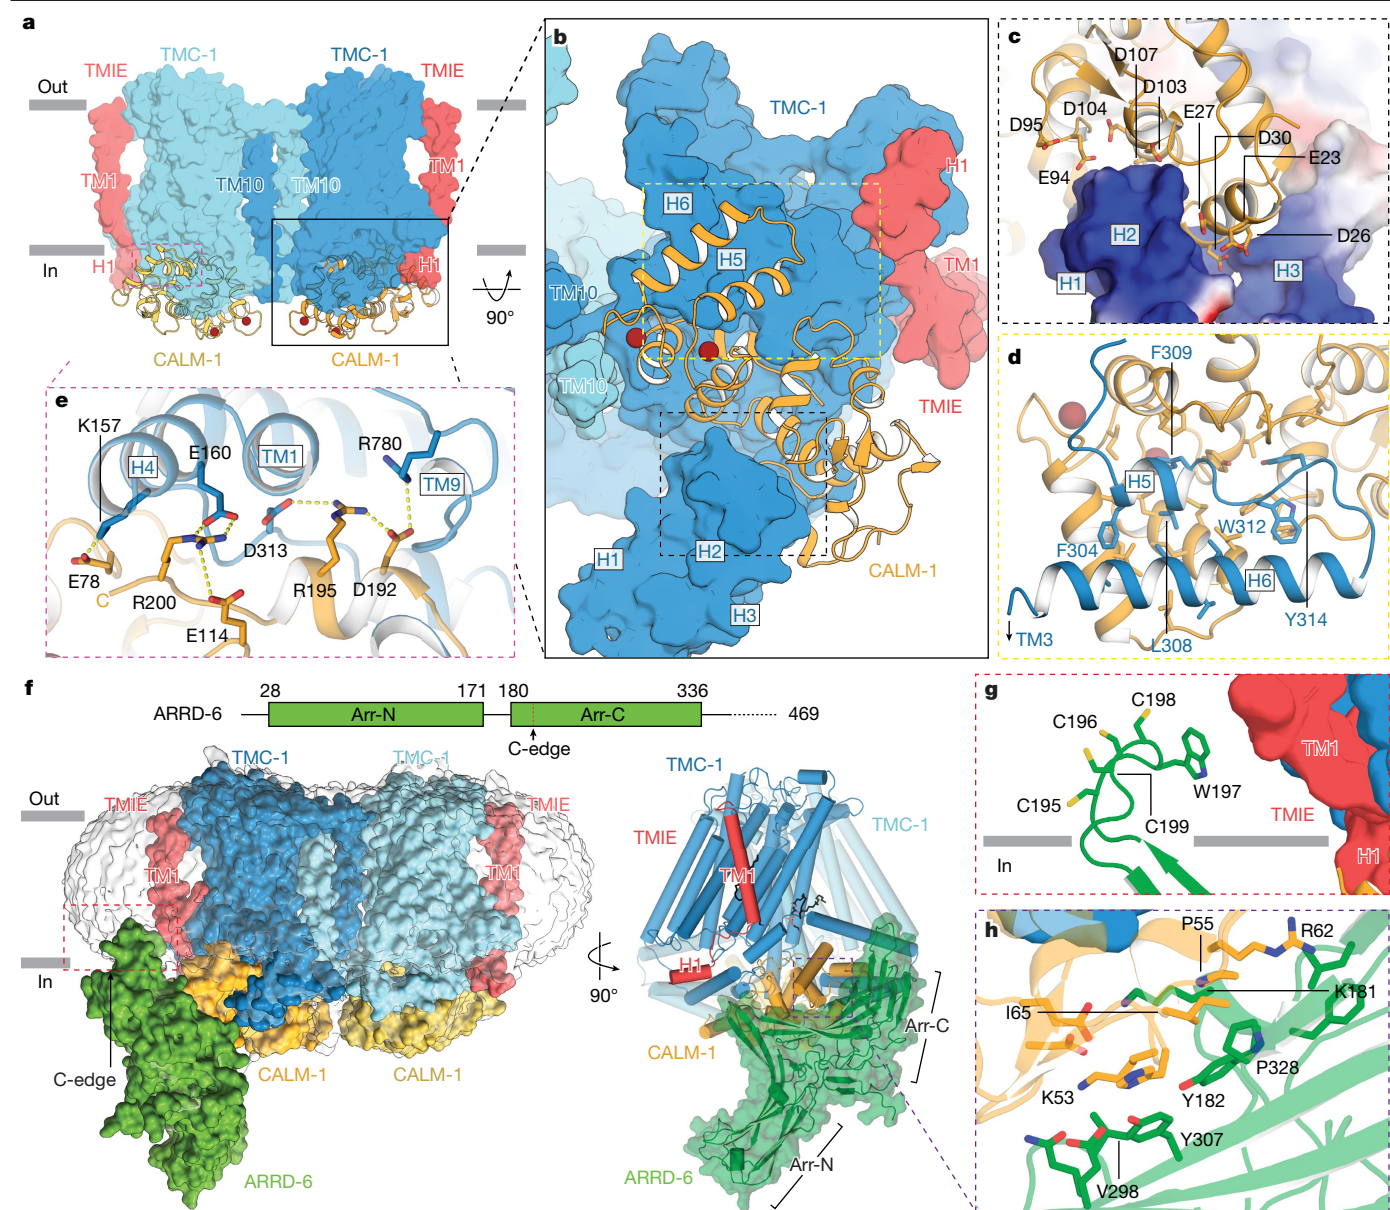 a
TMC-1
TMC-1
TMIE
TMIE
Out
TM1
TM10
TM10
TM1
In
H1
H1
90°
CALM-1
CALM-1
b
TMC-1
H6
H1
H5
TM1
TM10
TM10
TMIE
H1
H2
CALM-1
H3
c
D107
D103
D104
E27
D95
D30
E23
E94
H2
D26
H1
H3
d
F309
H5
W312
F304
H6
TM3
L308
Y314
e
K157
E160
R780
H4
TM1
TM9
D313
E78
C
R200
R195
D192
E114
f
28
171
180
336
ARRD-6
Arr-N
Arr-C
469
C-edge
TMC-1
TMC-1
Out
TMIE
TMIE
TM1
TM1
In
C-edge
CALM-1
CALM-1
ARRD-6
90°
TMC-1
TMIE
TMC-1
TM1
H1
Arr-C
CALM-1
Arr-N
ARRD-6
g
C198
C196
TM1
W197
C195
C199
TMIE
In
H1
h
P55
R62
K181
I65
P328
K53
Y182
Y307
V298